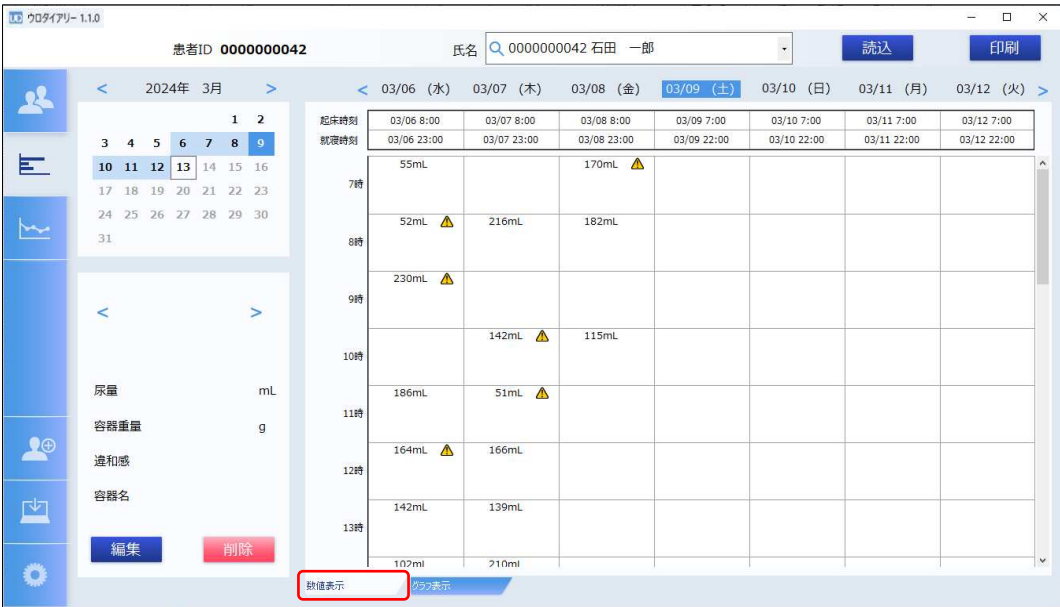 UD ウロダイアリー 1.1.0
患者ID 0000000042 氏名 0000000042 石田 一郎 読込 印刷
< 2024年 3月 >
1 2
3 4 5 6 7 8 9
10 11 12 13 14 15 16
17 18 19 20 21 22 23
24 25 26 27 28 29 30
31
< >
尿量 mL
容器重量 g
違和感
容器名
編集 削除
< 03/06 (水) 03/07 (木) 03/08 (金) 03/09 (土) 03/10 (日) 03/11 (月) 03/12 (火) >
起床時刻 03/06 8:00 03/07 8:00 03/08 8:00 03/09 7:00 03/10 7:00 03/11 7:00 03/12 7:00
就寝時刻 03/06 23:00 03/07 23:00 03/08 23:00 03/09 22:00 03/10 22:00 03/11 22:00 03/12 22:00
55mL 170mL
7時
52mL 216mL 182mL
8時
230mL
9時
142mL 115mL
10時
186mL 51mL
11時
164mL 166mL
12時
142mL 139mL
13時
102ml 210ml
数値表示 グラフ表示